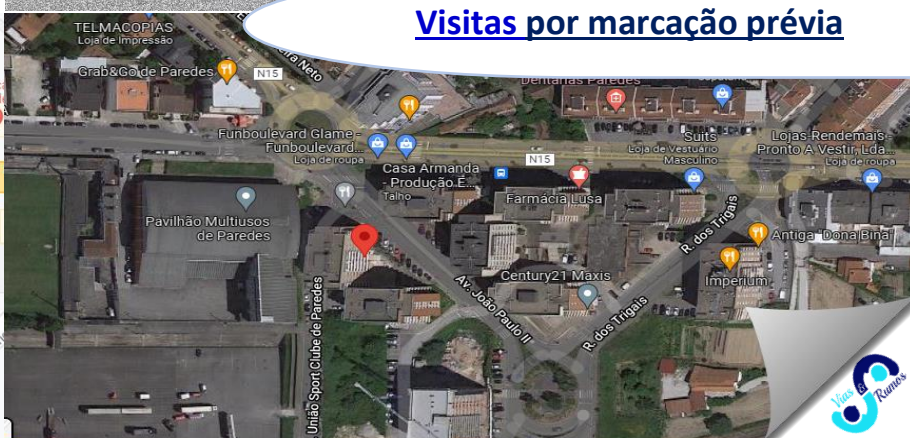 Visitas por marcação prévia
TELMACOPIAS
Loja de Impressão
Grab&Go de Paredes
N15
Dentárias Paredes
Funboulevard Glame -
Funboulevard...
Loja de roupa
Casa Armanda
- Produção E...
Talho
N15
Suits
Loja de Vestuário
Masculino
Lojas-Rendemais -
Pronto A Vestir, Lda...
Loja de roupa
Farmácia Lusa
Pavilhão Multiusos
de Paredes
R. dos Trigais
Antiga "Dona Bina"
Imperium
Century21 Maxis
Av. João Paulo II
R. dos Trigais
União Sport Clube de Paredes
Vias &
Rumos